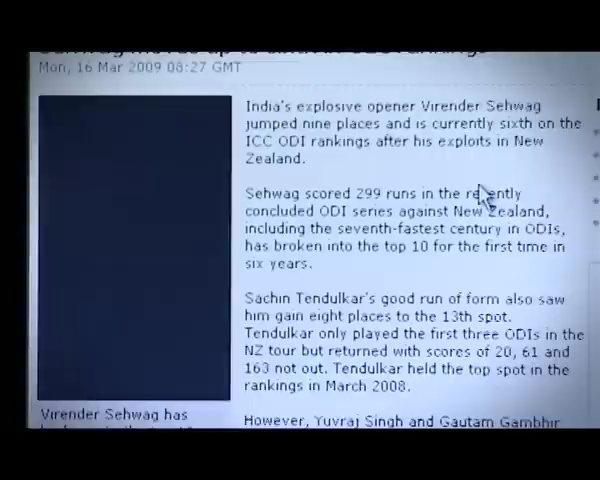 Mon, 16 Mar 2009 08:27 GMT
India's explosive opener Virender Sehwag
jumped nine places and is currently sixth on the
ICC ODI rankings after his exploits in New
Zealand.
Sehwag scored 299 runs in the recently
concluded ODI series against New Zealand,
including the seventh-fastest century in ODIs,
has broken into the top 10 for the first time in
six years.
Sachin Tendulkar's good run of form also saw
him gain eight places to the 13th spot.
Tendulkar only played the first three ODIs in the
NZ tour but returned with scores of 20, 61 and
163 not out. Tendulkar held the top spot in the
rankings in March 2008.
Virender Sehwag has
However, Yuvraj Singh and Gautam Gambhir